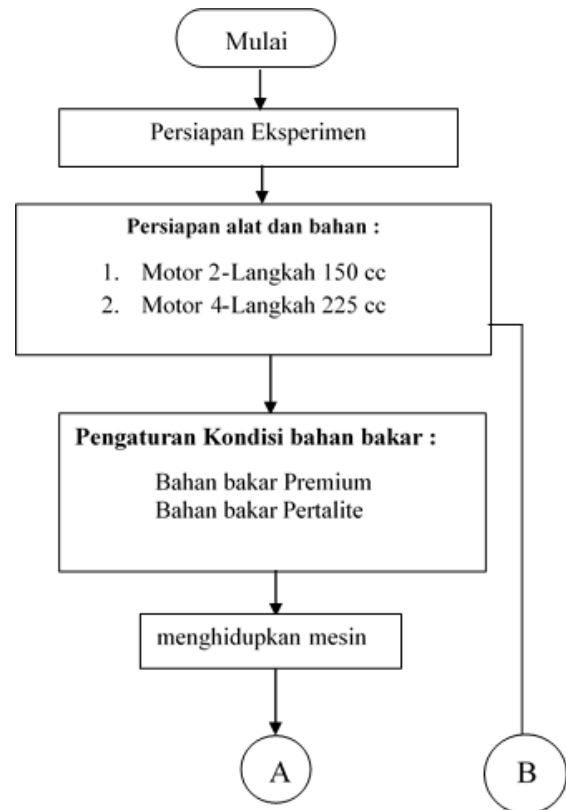 Mulai
Persiapan Eksperimen
Persiapan alat dan bahan :
1. Motor 2-Langkah 150 cc
2. Motor 4-Langkah 225 cc
Pengaturan Kondisi bahan bakar :
Bahan bakar Premium
Bahan bakar Pertalite
menghidupkan mesin
A
B